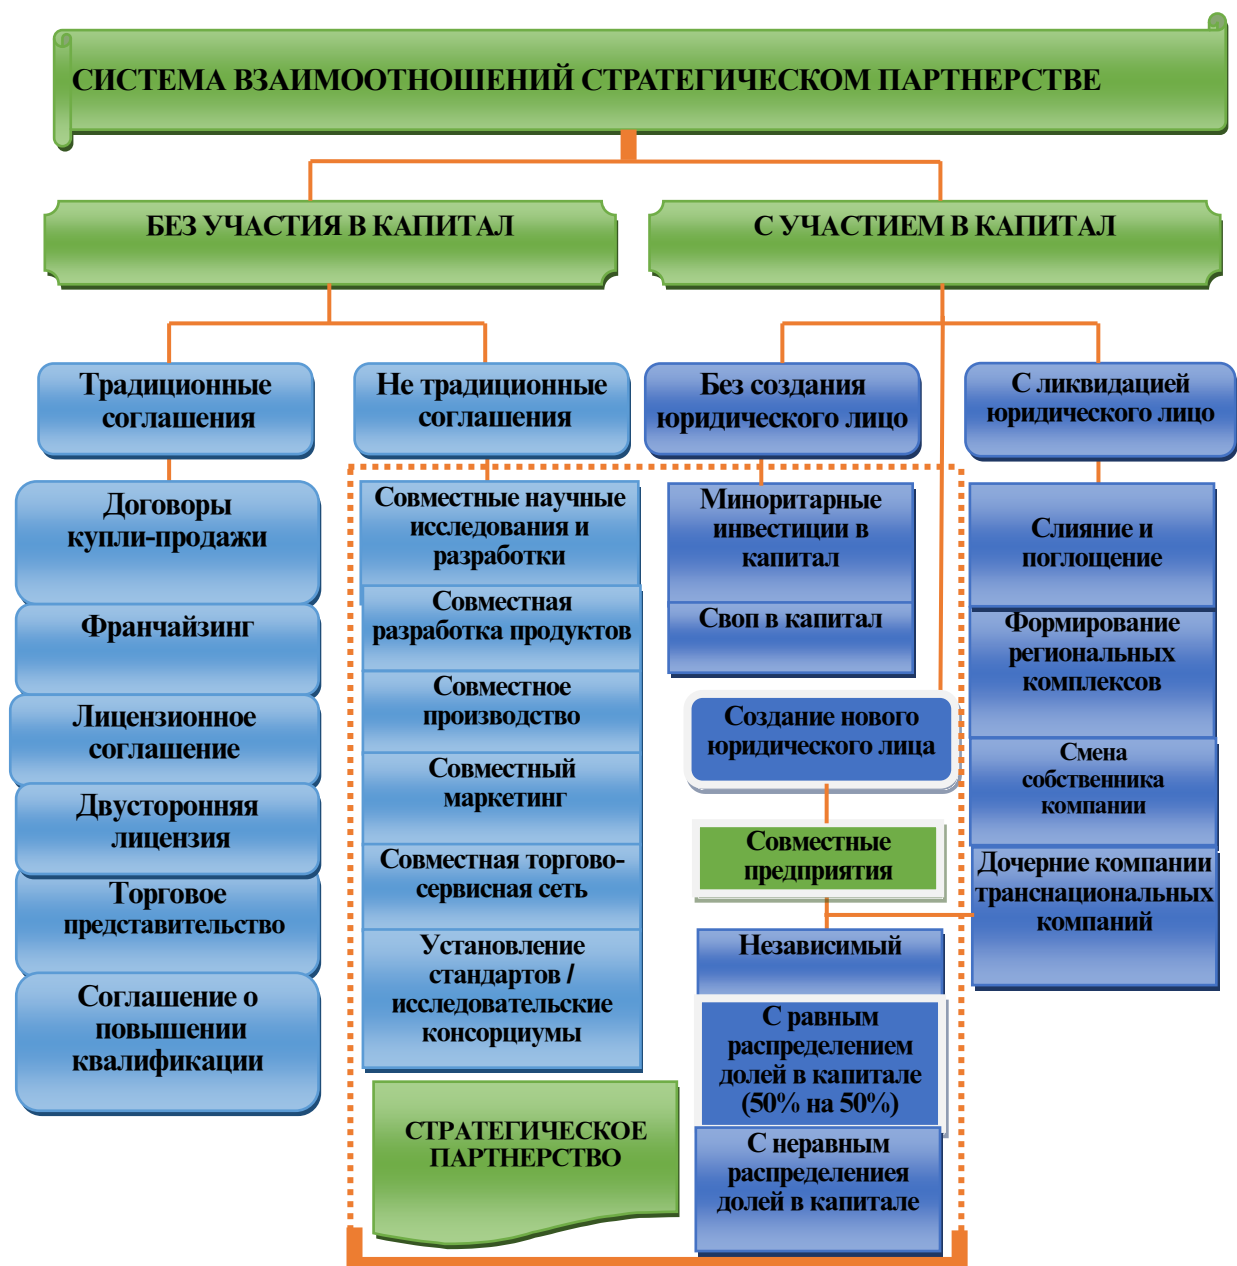 СИСТЕМА ВЗАИМООТНОШЕНИЙ СТРАТЕГИЧЕСКОМ ПАРТНЕРСТВЕ
БЕЗ УЧАСТИЯ В КАПИТАЛ
С УЧАСТИЕМ В КАПИТАЛ
Традиционные
соглашения
Не традиционные
соглашения
Без создания
юридического лицо
С ликвидацией
юридического лицо
Договоры
купли-продажи
Франчайзинг
Лицензионное
соглашение
Двусторонняя
лицензия
Торговое
представительство
Соглашение о
повышении
квалификации
Совместные научные
исследования и
разработки
Совместная
разработка продуктов
Совместное
производство
Совместный
маркетинг
Совместная торгово-
сервисная сеть
Установление
стандартов /
исследовательские
консорциумы
СТРАТЕГИЧЕСКОЕ
ПАРТНЕРСТВО
Миноритарные
инвестиции в
капитал
Своп в капитал
Создание нового
юридического лица
Совместные
предприятия
Независимый
С равным
распределением
долей в капитале
(50% на 50%)
С неравным
распределениея
долей в капитале
Слияние и
поглощение
Формирование
региональных
комплексов
Смена
собственника
компании
Дочерние компании
транснациональных
компаний